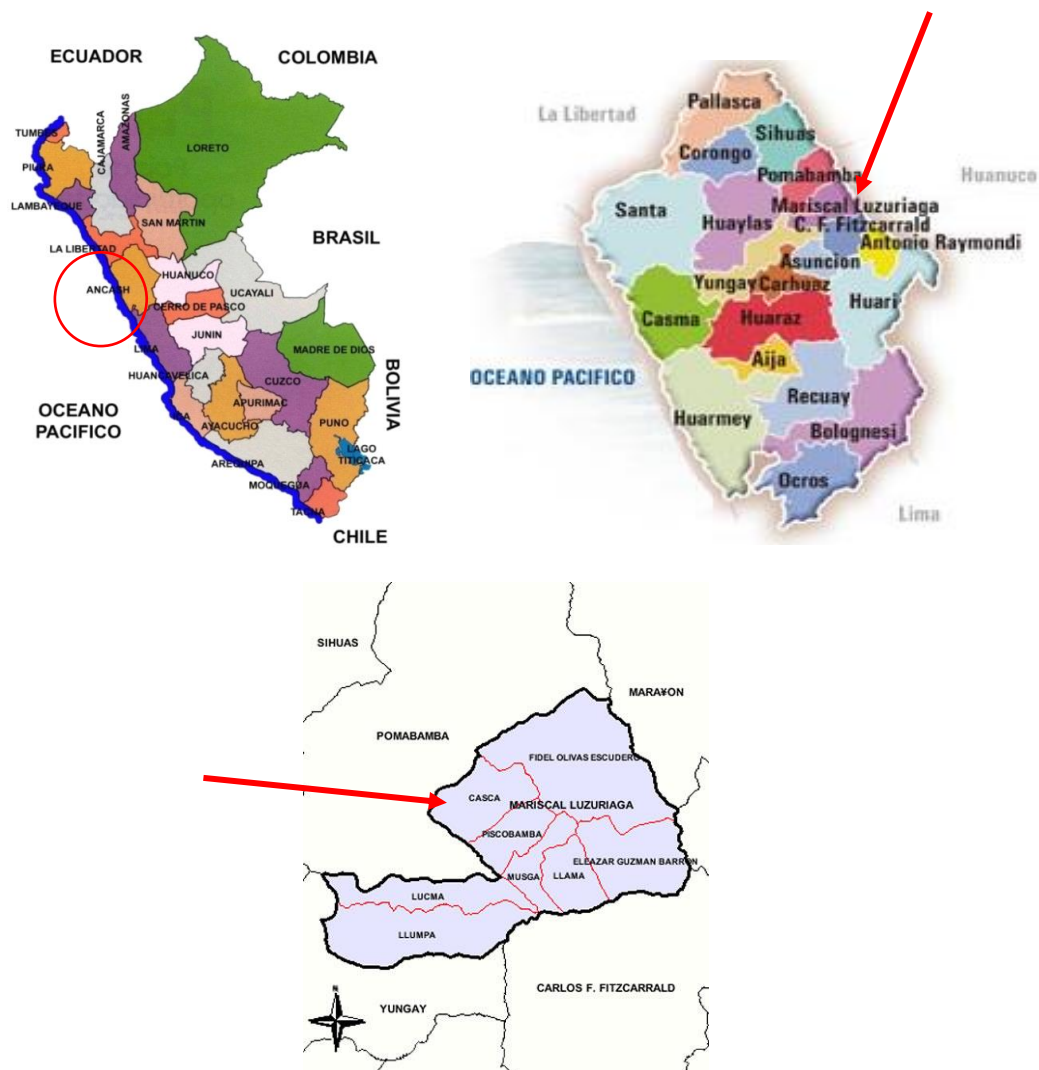 ECUADOR
COLOMBIA
TUMBES
PIURA
LAMBAYEQUE
CAJAMARCA
AMAZONAS
LORETO
SAN MARTIN
LA LIBERTAD
BRASIL
HUANUCO
ANCASH
UCAYALI
CERRO DE PASCO
JUNIN
LIMA
MADRE DE DIOS
HUANCAVELICA
CUZCO
BOLIVIA
OCEANO
PACIFICO
APURIMAC
ICA
AYACUCHO
PUNO
LAGO
TITICACA
AREQUIPA
MOQUEGUA
TACNA
CHILE
Pallasca
La Libertad
Sihuas
Corongo
Pomabamba
Huanuco
Santa
Huaylas
Mariscal Luzuriaga
C. F. Fitzcarrald
Antonio Raymondi
Asuncion
Yungay
Carhuaz
Huari
Casma
Huaraz
Aija
OCEANO PACIFICO
Recuay
Huarmey
Bolognesi
Ocros
Lima
SIHUAS
MARA¥ON
POMABAMBA
FIDEL OLIVAS ESCUDERO
CASCA
MARISCAL LUZURIAGA
PISCOBAMBA
ELEAZAR GUZMAN BARRON
MUSGA
LLAMA
LUCMA
LLUMPA
CARLOS F. FITZCARRALD
YUNGAY
N